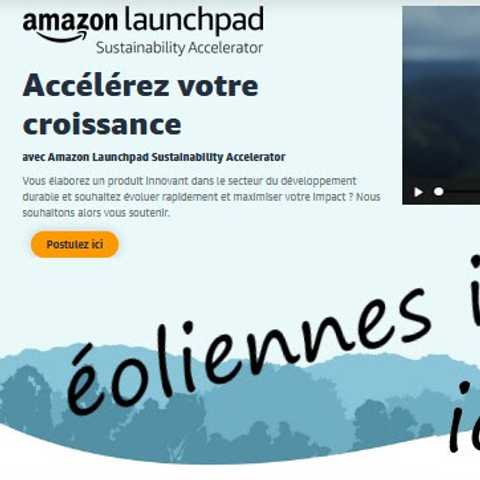 amazon launchpad
Sustainability Accelerator
Accélérez votre
croissance
avec Amazon Launchpad Sustainability Accelerator
Vous élaborez un produit innovant dans le secteur du développement
durable et souhaitez évoluer rapidement et maximiser votre impact ? Nous
souhaitons alors vous soutenir.
Postulez ici
éoliennes